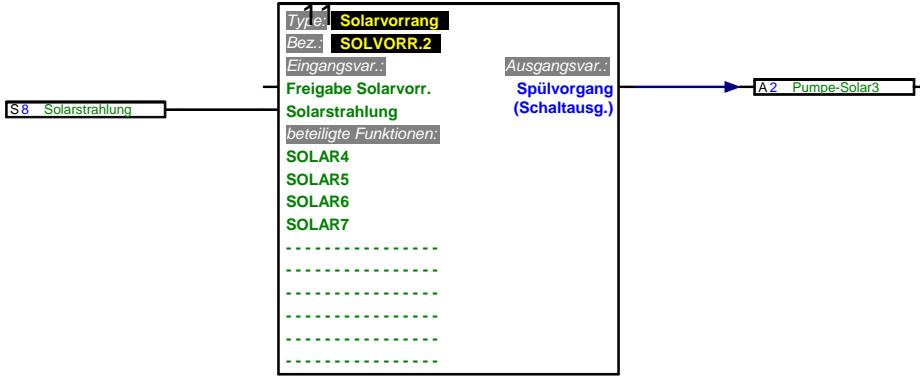 11
Type: Solarvorrang
Bez.: SOLVORR.2
Eingangsvar.: Ausgangsvar.:
Freigabe Solarvorr. Spülvorgang
A 2 Pumpe-Solar3
S 8 Solarstrahlung
Solarstrahlung (Schaltausg.)
beteiligte Funktionen:
SOLAR4
SOLAR5
SOLAR6
SOLAR7
- - - - - - - - - - - - - - - -
- - - - - - - - - - - - - - - -
- - - - - - - - - - - - - - - -
- - - - - - - - - - - - - - - -
- - - - - - - - - - - - - - - -
- - - - - - - - - - - - - - - -